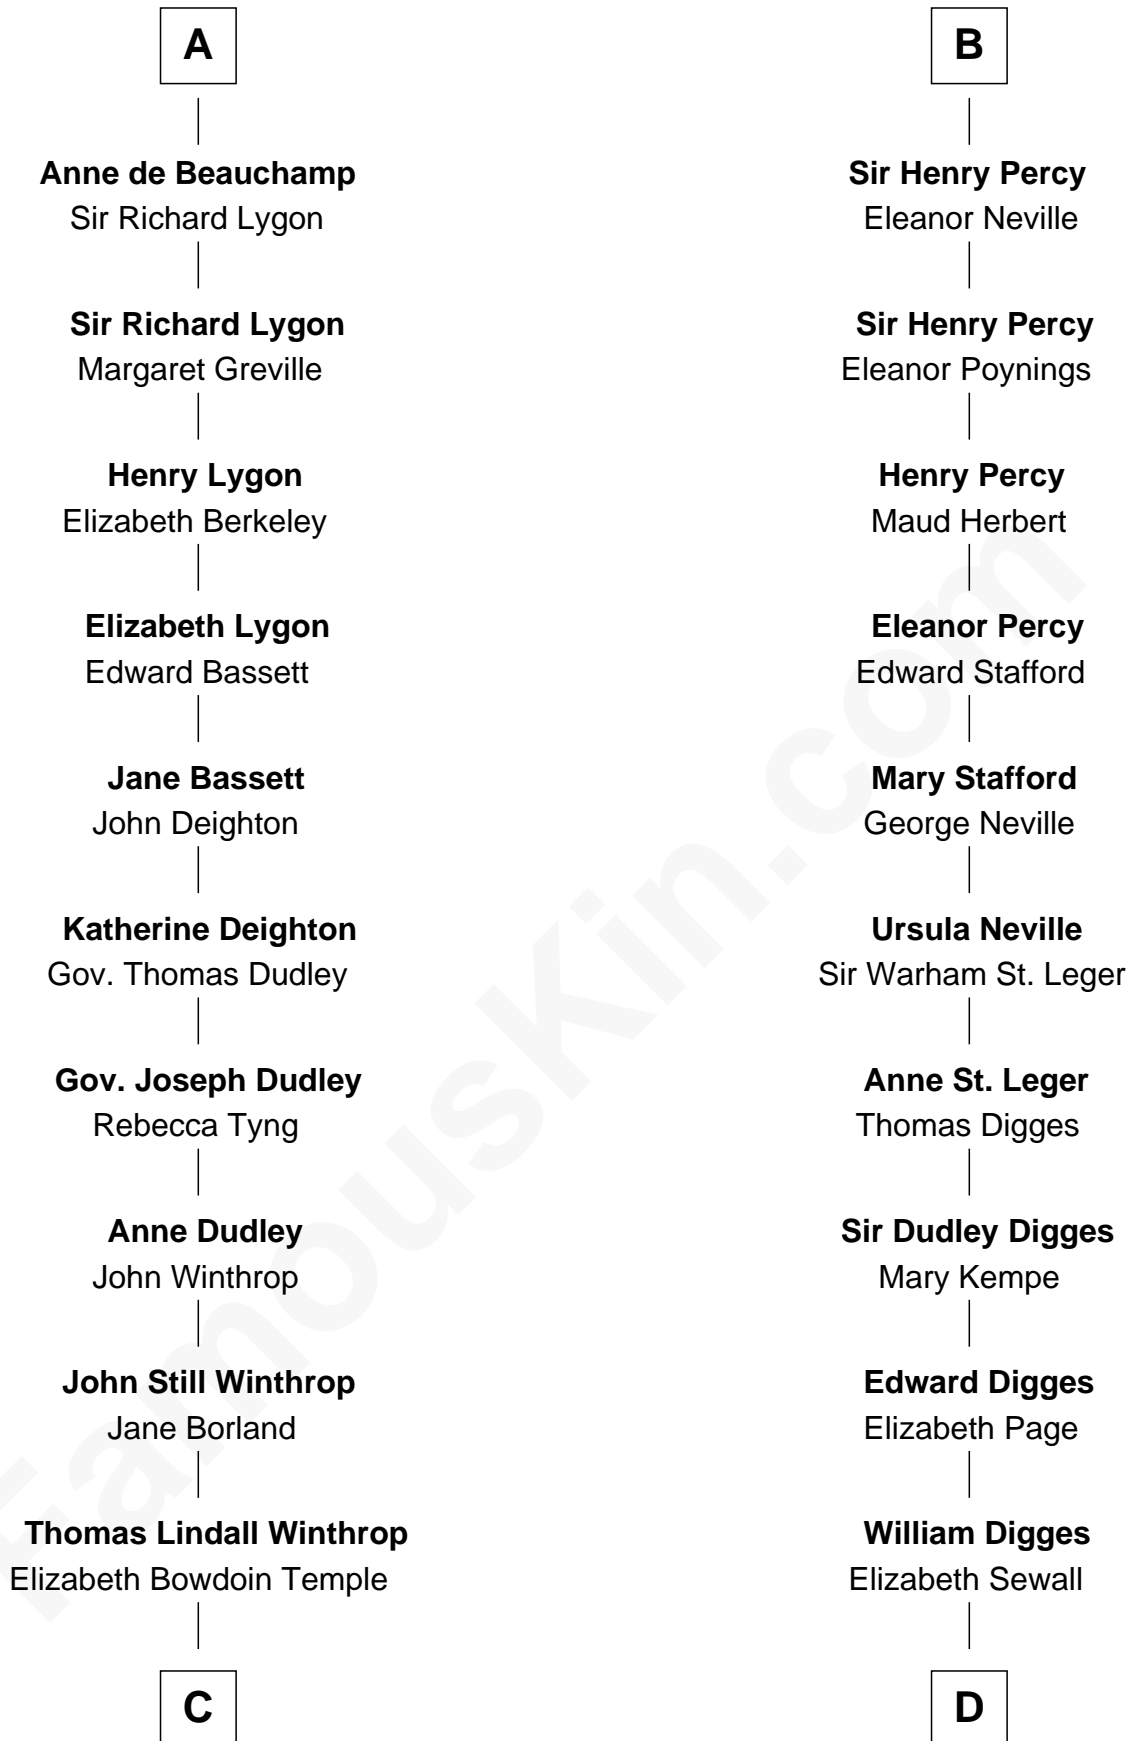 A
Anne de Beauchamp
Sir Richard Lygon
Sir Richard Lygon
Margaret Greville
Henry Lygon
Elizabeth Berkeley
Elizabeth Lygon
Edward Bassett
Jane Bassett
John Deighton
Katherine Deighton
Gov. Thomas Dudley
Gov. Joseph Dudley
Rebecca Tyng
Anne Dudley
John Winthrop
John Still Winthrop
Jane Borland
Thomas Lindall Winthrop
Elizabeth Bowdoin Temple
C
B
Sir Henry Percy
Eleanor Neville
Sir Henry Percy
Eleanor Poynings
Henry Percy
Maud Herbert
Eleanor Percy
Edward Stafford
Mary Stafford
George Neville
Ursula Neville
Sir Warham St. Leger
Anne St. Leger
Thomas Digges
Sir Dudley Digges
Mary Kempe
Edward Digges
Elizabeth Page
William Digges
Elizabeth Sewall
D
FamousKin.com